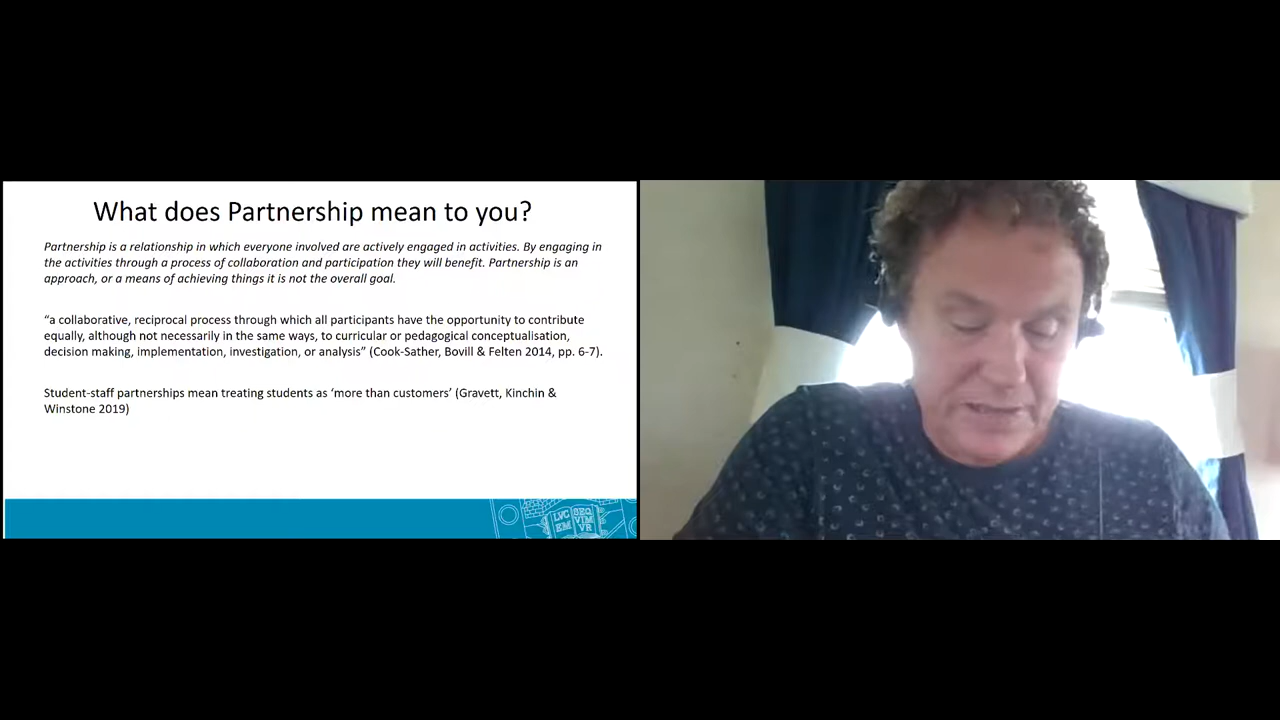 What does Partnership mean to you?
Partnership is a relationship in which everyone involved are actively engaged in activities. By engaging in
the activities through a process of collaboration and participation they will benefit. Partnership is an
approach, or a means of achieving things it is not the overall goal.
“a collaborative, reciprocal process through which all participants have the opportunity to contribute
equally, although not necessarily in the same ways, to curricular or pedagogical conceptualisation,
decision making, implementation, investigation, or analysis” (Cook-Sather, Bovill & Felten 2014, pp. 6-7).
Student-staff partnerships mean treating students as ‘more than customers’ (Gravett, Kinchin &
Winstone 2019)
LVC SEQ
EM VIM
VR